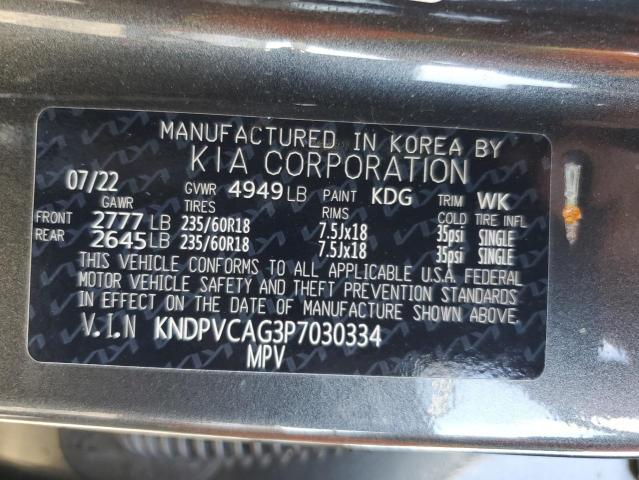 MANUFACTURED IN KOREA BY
KIA CORPORATION
07/22 GVWR 4949 LB PAINT KDG TRIM WK
GAWR TIRES RIMS COLD TIRE INFL
FRONT 2777 LB 235/60R18 7.5Jx18 35psi SINGLE
REAR 2645 LB 235/60R18 7.5Jx18 35psi SINGLE
THIS VEHICLE CONFORMS TO ALL APPLICABLE U.S.A. FEDERAL
MOTOR VEHICLE SAFETY AND THEFT PREVENTION STANDARDS
IN EFFECT ON THE DATE OF MANUFACTURE SHOWN ABOVE.
V.I.N KNDPVCAG3P7030334
MPV